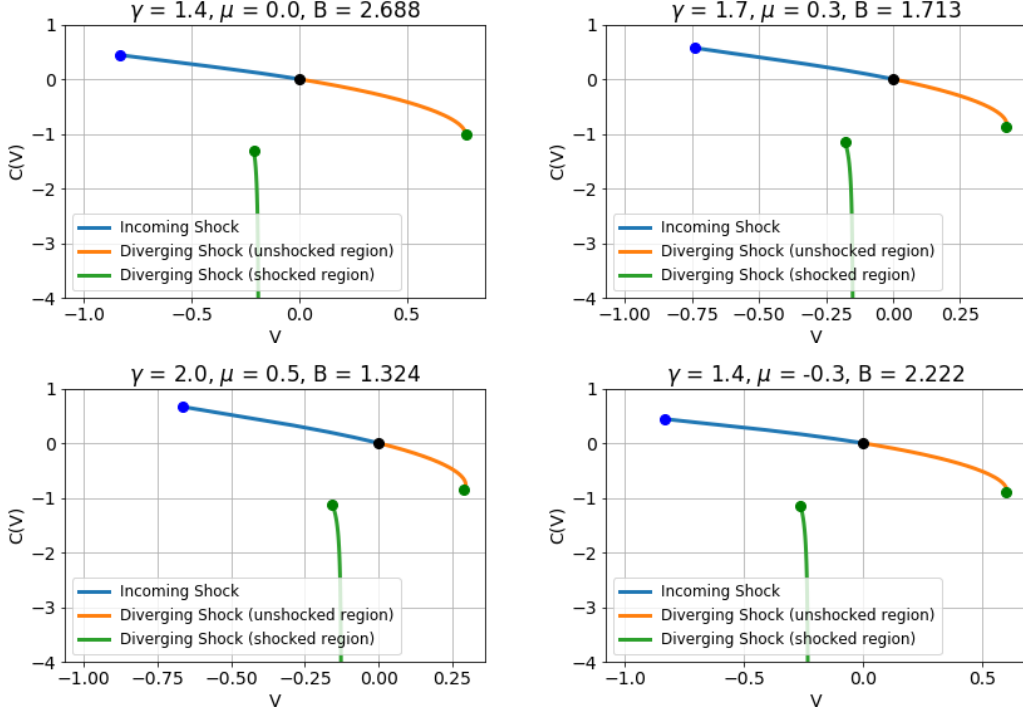 γ = 1.4, μ = 0.0, B = 2.688
1
0
−1
−2
−3
−4
C(V)
Incoming Shock
Diverging Shock (unshocked region)
Diverging Shock (shocked region)
−1.0 −0.5 0.0 0.5
V
γ = 1.7, μ = 0.3, B = 1.713
1
0
−1
−2
−3
−4
C(V)
Incoming Shock
Diverging Shock (unshocked region)
Diverging Shock (shocked region)
−1.00 −0.75 −0.50 −0.25 0.00 0.25
V
γ = 2.0, μ = 0.5, B = 1.324
1
0
−1
−2
−3
−4
C(V)
Incoming Shock
Diverging Shock (unshocked region)
Diverging Shock (shocked region)
−1.00 −0.75 −0.50 −0.25 0.00 0.25
V
γ = 1.4, μ = -0.3, B = 2.222
1
0
−1
−2
−3
−4
C(V)
Incoming Shock
Diverging Shock (unshocked region)
Diverging Shock (shocked region)
−1.0 −0.5 0.0 0.5
V